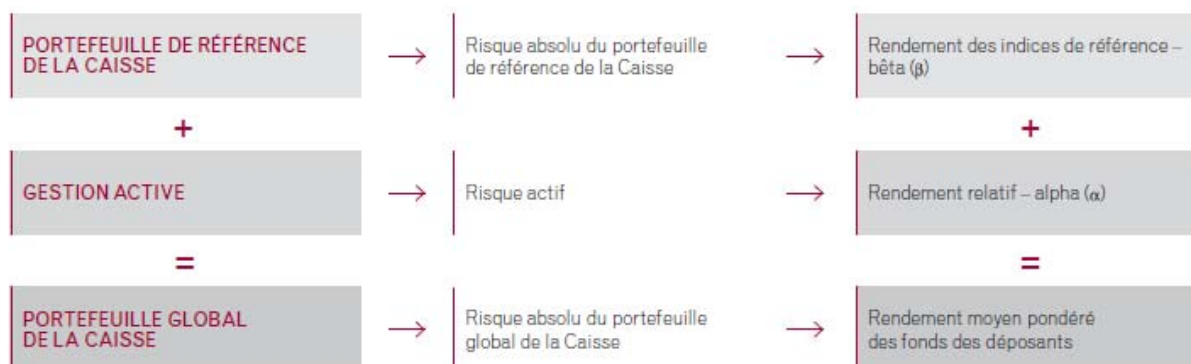 PORTEFEUILLE DE RÉFÉRENCE
DE LA CAISSE
→
Risque absolu du portefeuille
de référence de la Caisse
→
Rendement des indices de référence –
bêta (β)
+
+
GESTION ACTIVE
→
Risque actif
→
Rendement relatif – alpha (α)
=
=
PORTEFEUILLE GLOBAL
DE LA CAISSE
→
Risque absolu du portefeuille
global de la Caisse
→
Rendement moyen pondéré
des fonds des déposants